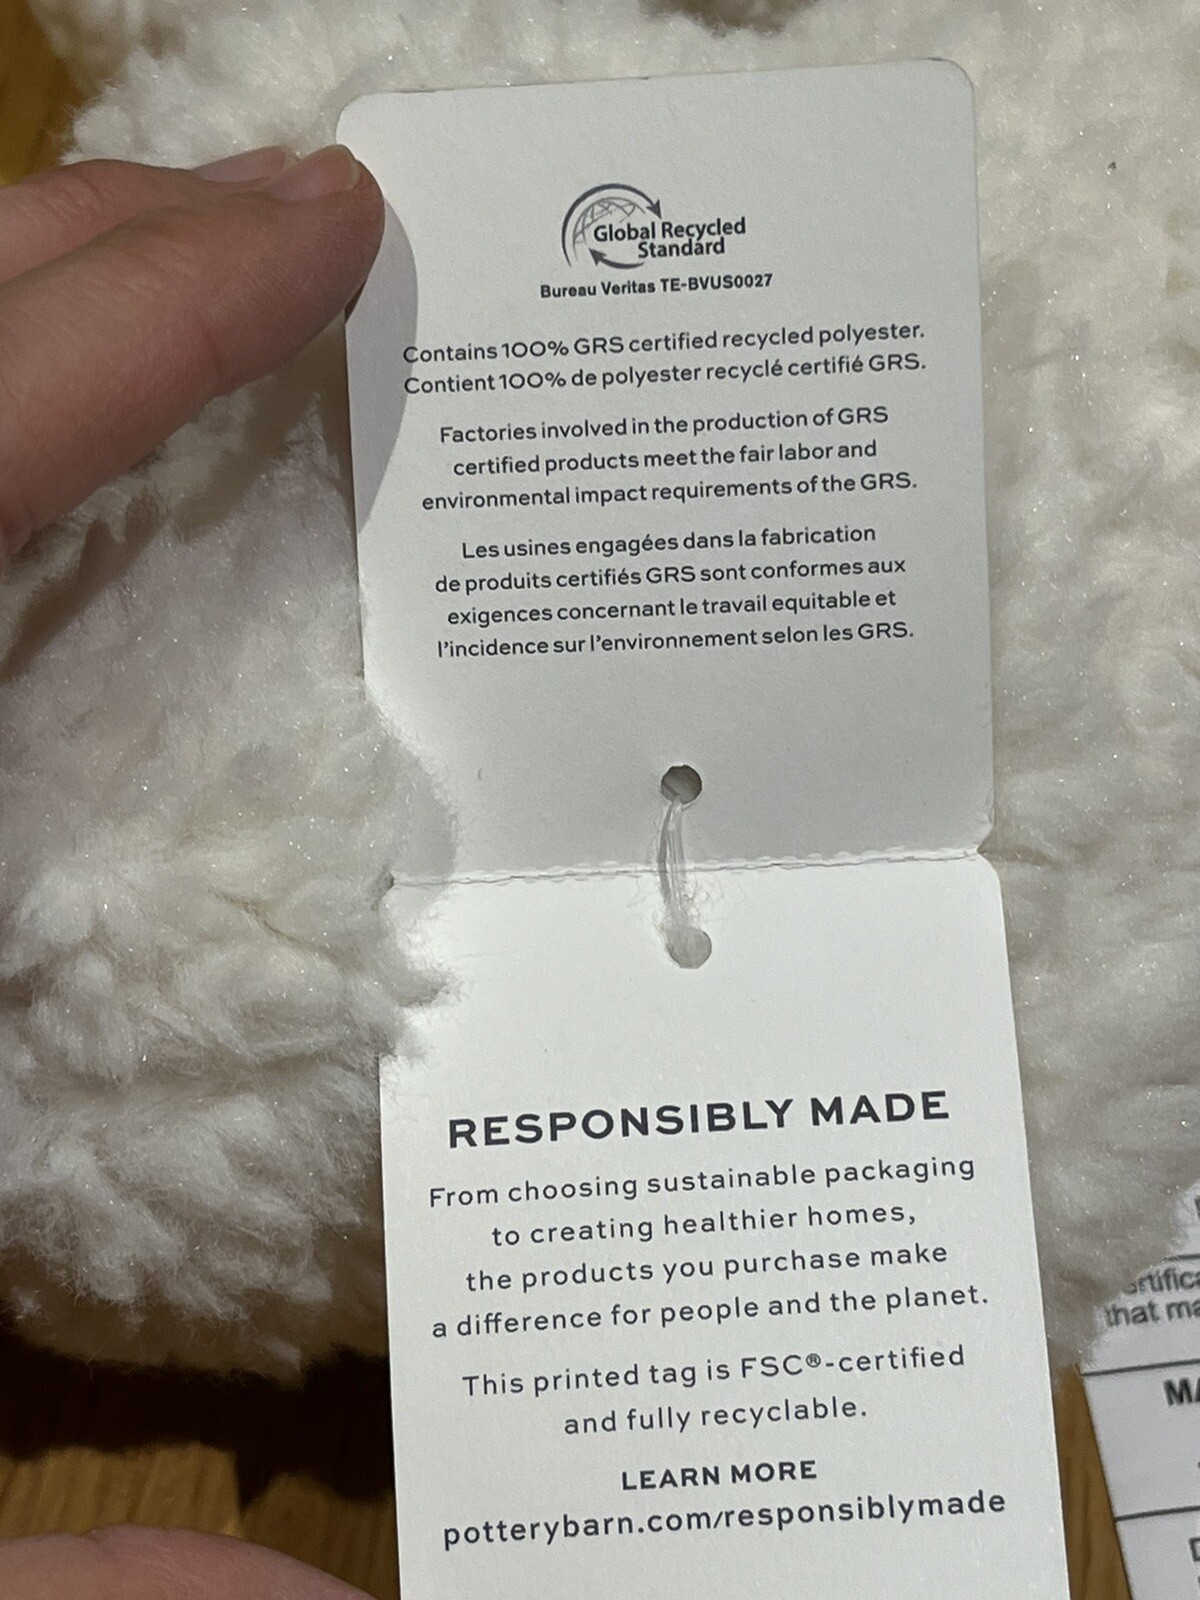 Global Recycled
Standard
Bureau Veritas TE-BVUS0027
Contains 100% GRS certified recycled polyester.
Contient 100% de polyester recyclé certifié GRS.
Factories involved in the production of GRS
certified products meet the fair labor and
environmental impact requirements of the GRS.
Les usines engagées dans la fabrication
de produits certifiés GRS sont conformes aux
exigences concernant le travail equitable et
l'incidence sur l'environnement selon les GRS.
RESPONSIBLY MADE
From choosing sustainable packaging
to creating healthier homes,
the products you purchase make
a difference for people and the planet.
This printed tag is FSC®-certified
and fully recyclable.
LEARN MORE
potterybarn.com/responsiblymade
that